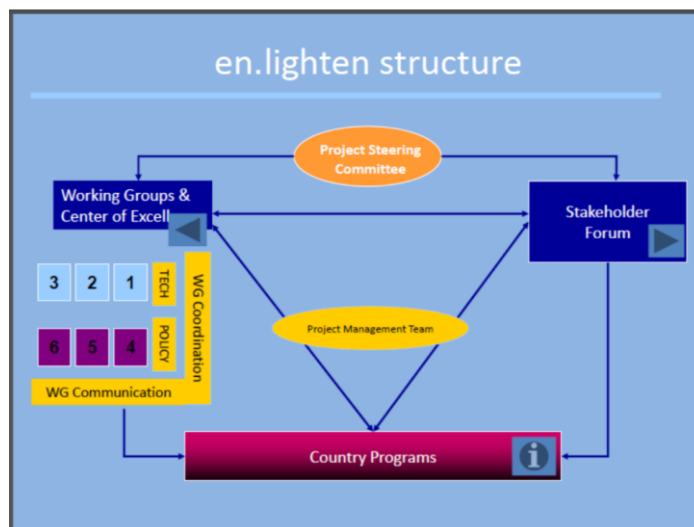 en.lighten structure
Project Steering
Committee
Working Groups &
Center of Excell
Stakeholder
Forum
3 2 1 TECH
WG Coordination
6 5 4 POLICY
WG Communication
Project Management Team
Country Programs
i